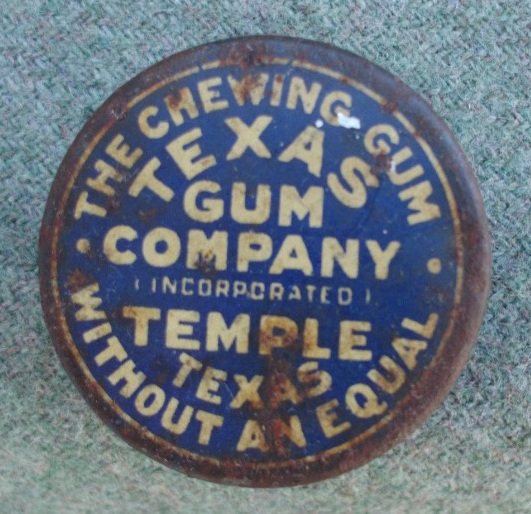 THE CHEWING GUM
TEXAS
GUM
COMPANY
(INCORPORATED)
TEMPLE
TEXAS
WITHOUT AN EQUAL